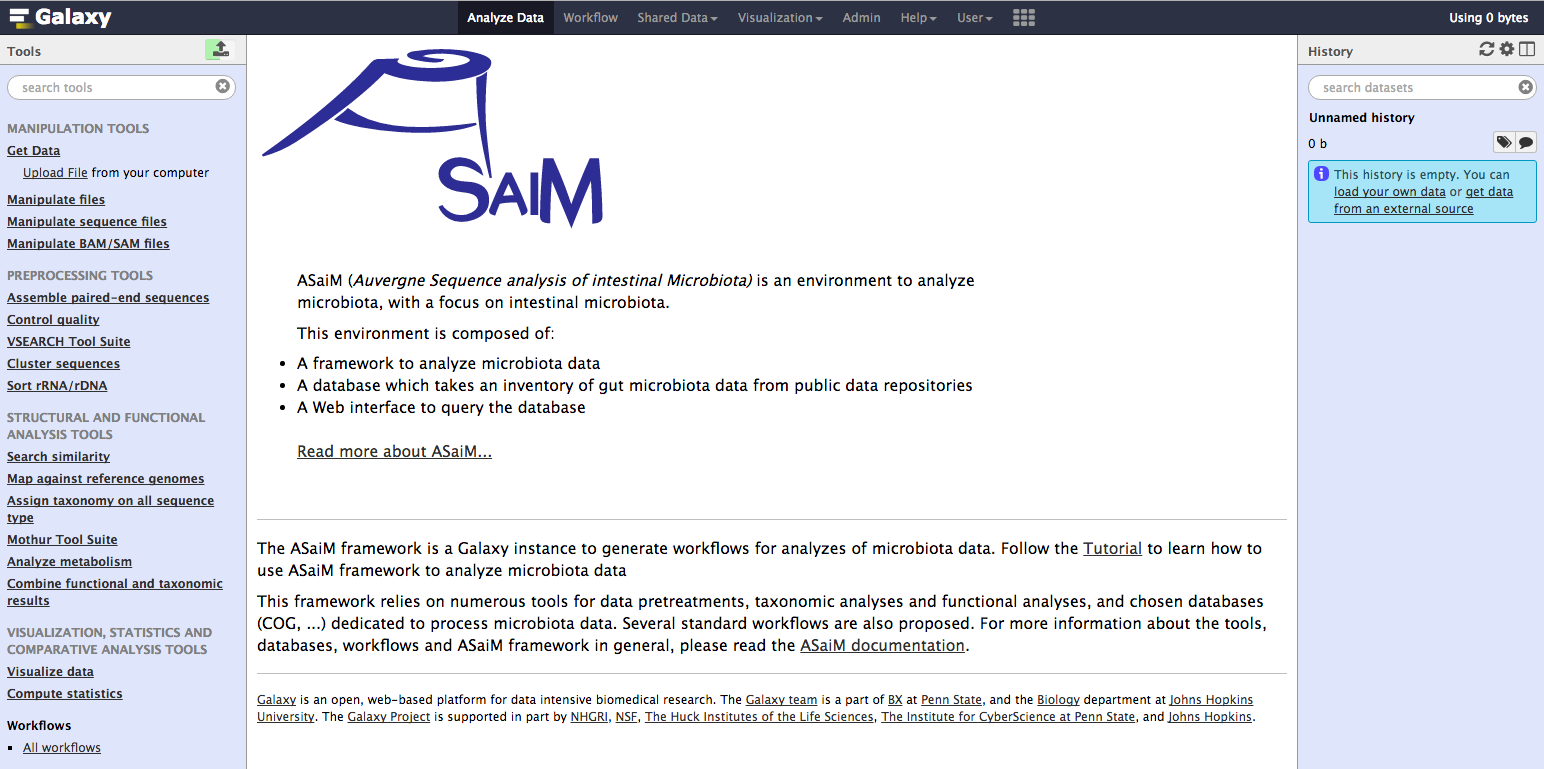 Galaxy
Analyze Data
Workflow
Shared Data
Visualization
Admin
Help
User
Using 0 bytes
Tools
search tools
MANIPULATION TOOLS
Get Data
Upload File from your computer
Manipulate files
Manipulate sequence files
Manipulate BAM/SAM files
PREPROCESSING TOOLS
Assemble paired-end sequences
Control quality
VSEARCH Tool Suite
Cluster sequences
Sort rRNA/rDNA
STRUCTURAL AND FUNCTIONAL
ANALYSIS TOOLS
Search similarity
Map against reference genomes
Assign taxonomy on all sequence
type
Mothur Tool Suite
Analyze metabolism
Combine functional and taxonomic
results
VISUALIZATION, STATISTICS AND
COMPARATIVE ANALYSIS TOOLS
Visualize data
Compute statistics
Workflows
All workflows
ASaiM
ASaiM (Auvergne Sequence analysis of intestinal Microbiota) is an environment to analyze
microbiota, with a focus on intestinal microbiota.
This environment is composed of:
• A framework to analyze microbiota data
• A database which takes an inventory of gut microbiota data from public data repositories
• A Web interface to query the database
Read more about ASaiM...
The ASaiM framework is a Galaxy instance to generate workflows for analyzes of microbiota data. Follow the Tutorial to learn how to
use ASaiM framework to analyze microbiota data
This framework relies on numerous tools for data pretreatments, taxonomic analyses and functional analyses, and chosen databases
(COG, ...) dedicated to process microbiota data. Several standard workflows are also proposed. For more information about the tools,
databases, workflows and ASaiM framework in general, please read the ASaiM documentation.
Galaxy is an open, web-based platform for data intensive biomedical research. The Galaxy team is a part of BX at Penn State, and the Biology department at Johns Hopkins
University. The Galaxy Project is supported in part by NHGRI, NSF, The Huck Institutes of the Life Sciences, The Institute for CyberScience at Penn State, and Johns Hopkins.
History
search datasets
Unnamed history
0 b
This history is empty. You can
load your own data or get data
from an external source